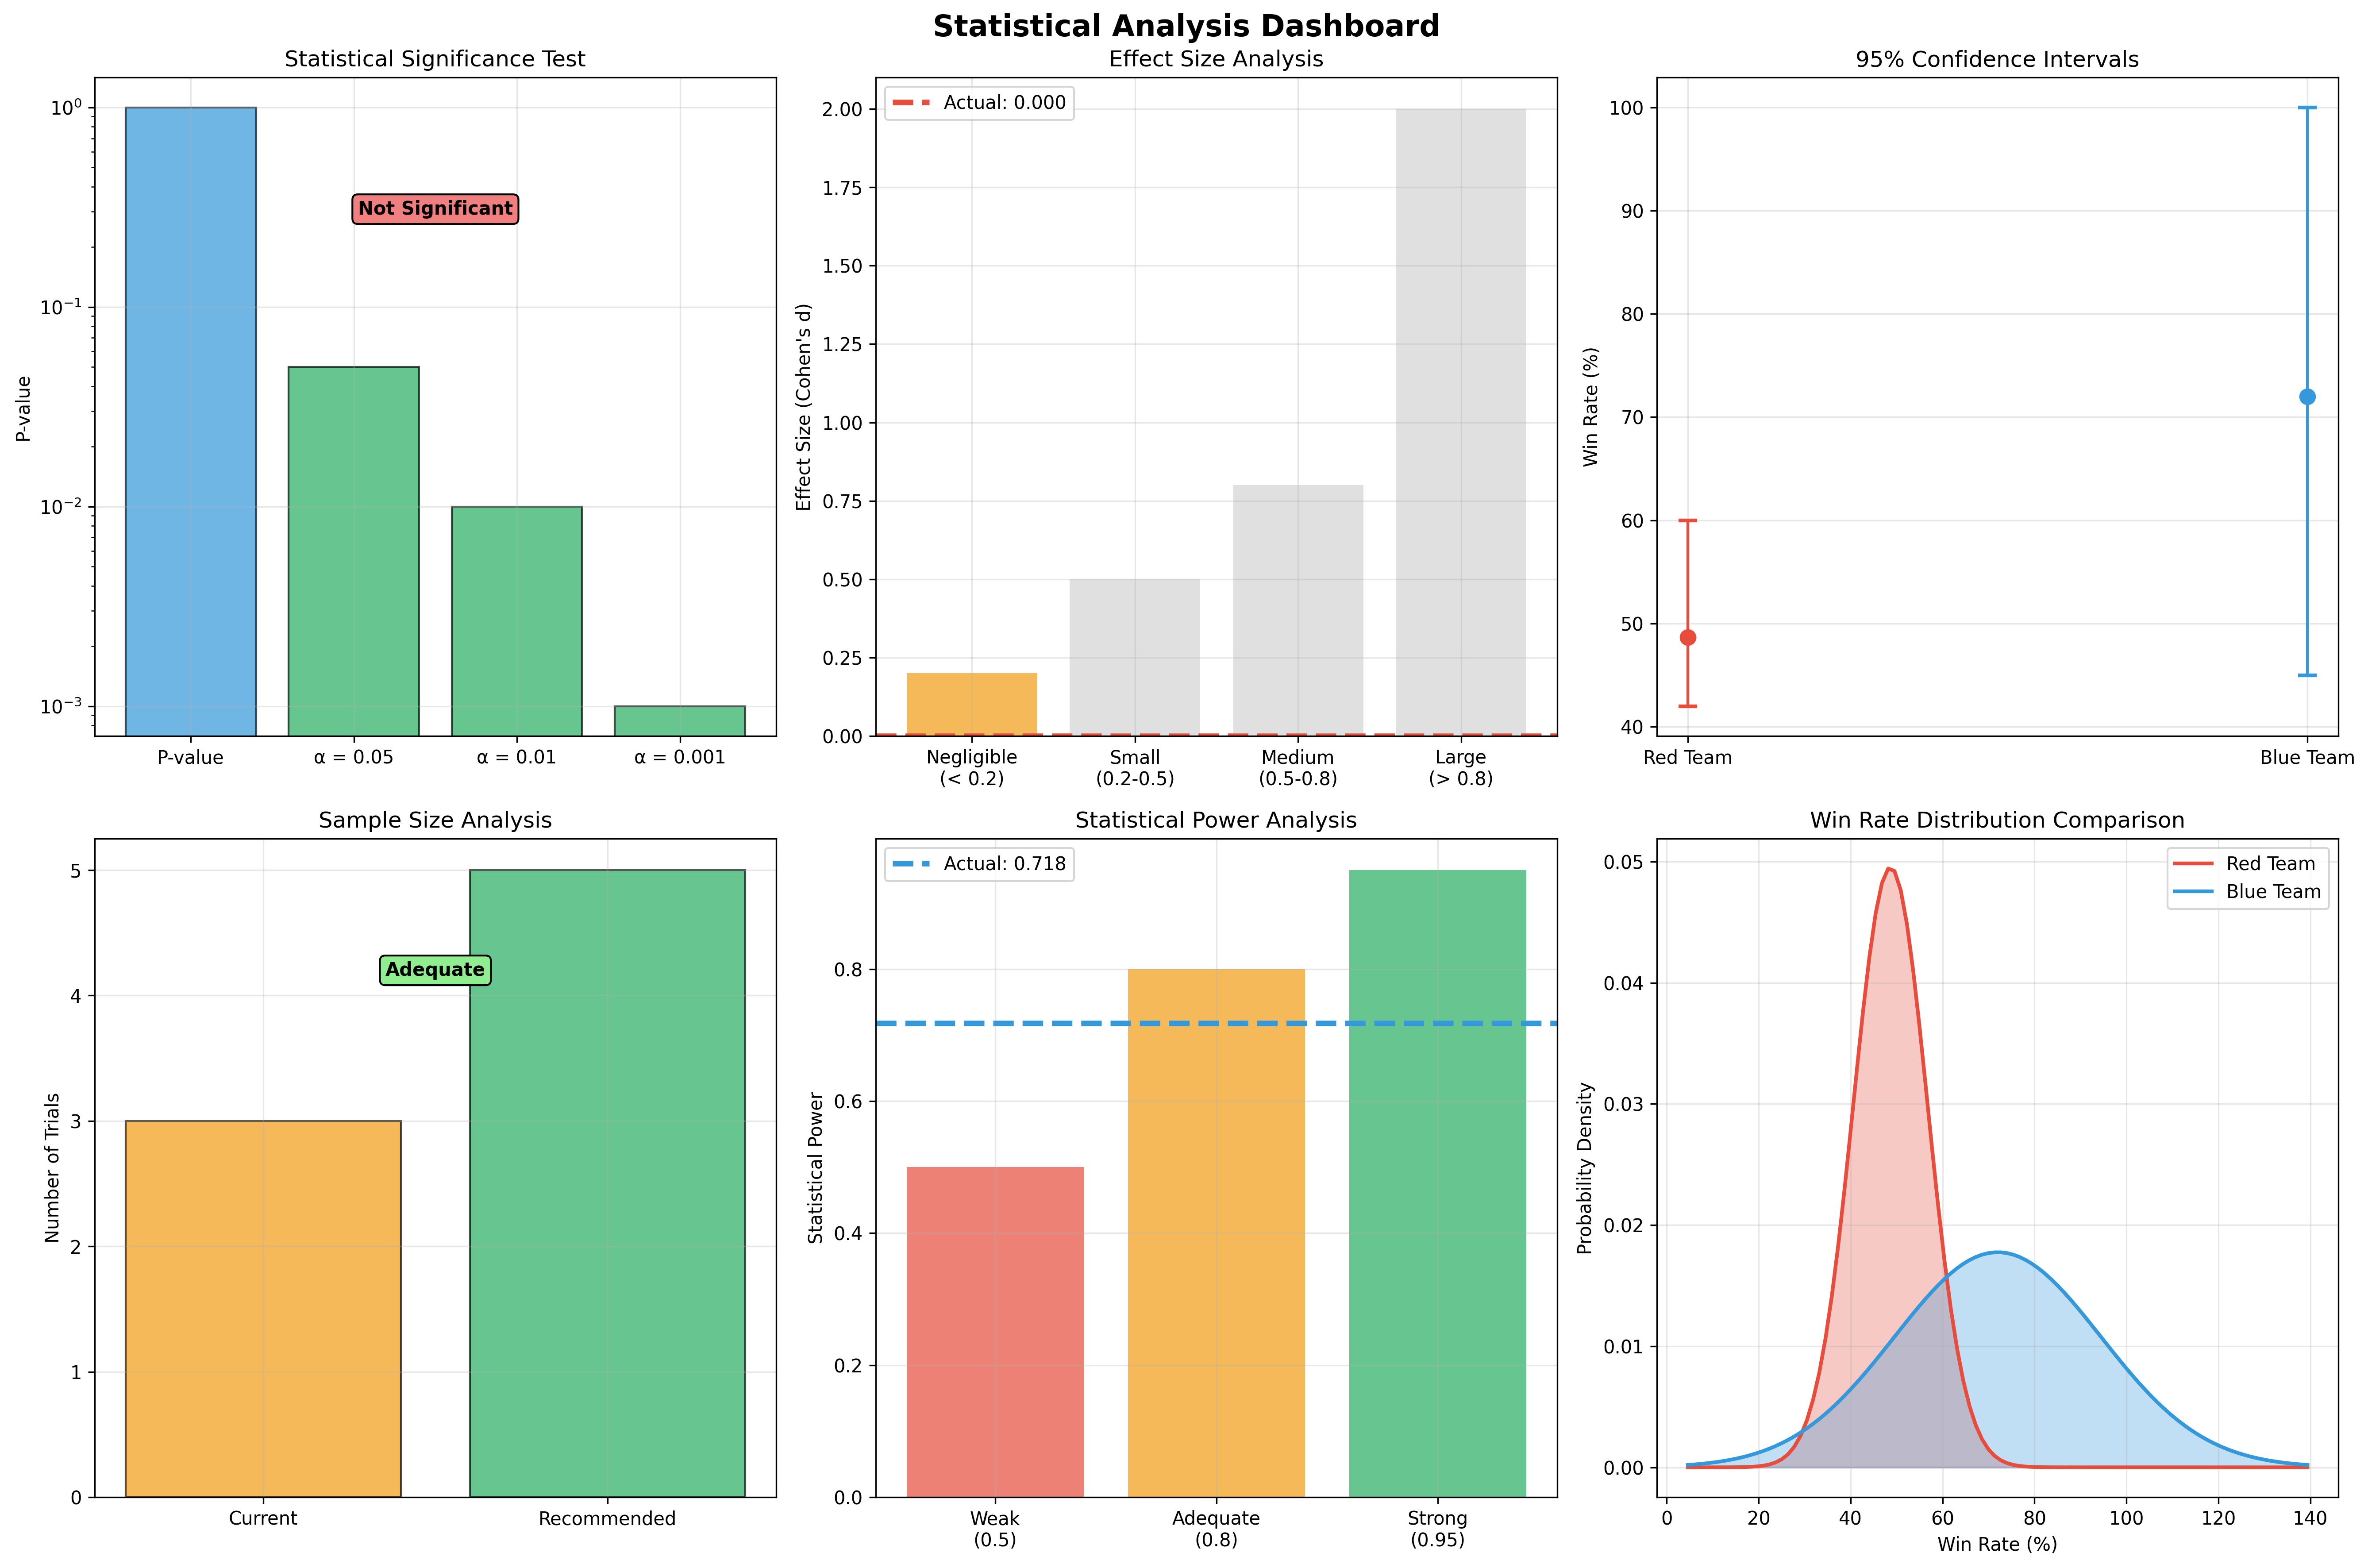 Statistical Analysis Dashboard
Statistical Significance Test
P-value
10⁰
10⁻¹
10⁻²
10⁻³
Not Significant
P-value
α = 0.05
α = 0.01
α = 0.001
Effect Size Analysis
Effect Size (Cohen's d)
2.00
1.75
1.50
1.25
1.00
0.75
0.50
0.25
0.00
Actual: 0.000
Negligible
(< 0.2)
Small
(0.2-0.5)
Medium
(0.5-0.8)
Large
(> 0.8)
95% Confidence Intervals
Win Rate (%)
100
90
80
70
60
50
40
Red Team
Blue Team
Sample Size Analysis
Number of Trials
5
4
3
2
1
0
Adequate
Current
Recommended
Statistical Power Analysis
Statistical Power
0.8
0.6
0.4
0.2
0.0
Actual: 0.718
Weak
(0.5)
Adequate
(0.8)
Strong
(0.95)
Win Rate Distribution Comparison
Probability Density
0.05
0.04
0.03
0.02
0.01
0.00
Red Team
Blue Team
0
20
40
60
80
100
120
140
Win Rate (%)